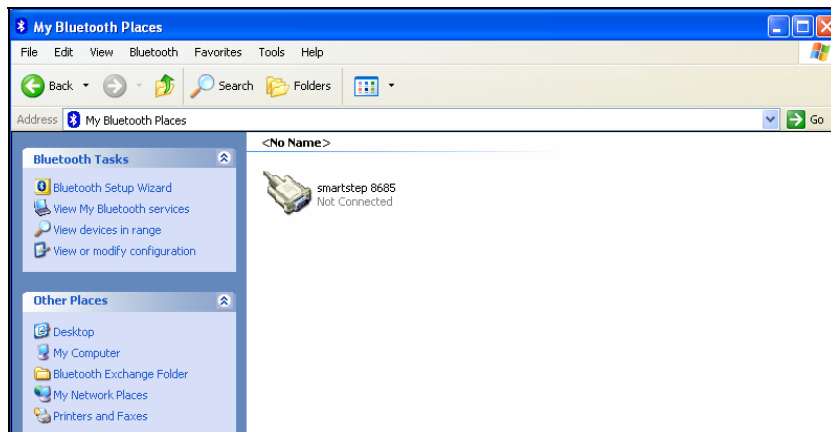 My Bluetooth Places
File Edit View Bluetooth Favorites Tools Help
Back Search Folders
Address My Bluetooth Places Go
<No Name>
Bluetooth Tasks
Bluetooth Setup Wizard
View My Bluetooth services
View devices in range
View or modify configuration
smartstep 8685
Not Connected
Other Places
Desktop
My Computer
Bluetooth Exchange Folder
My Network Places
Printers and Faxes